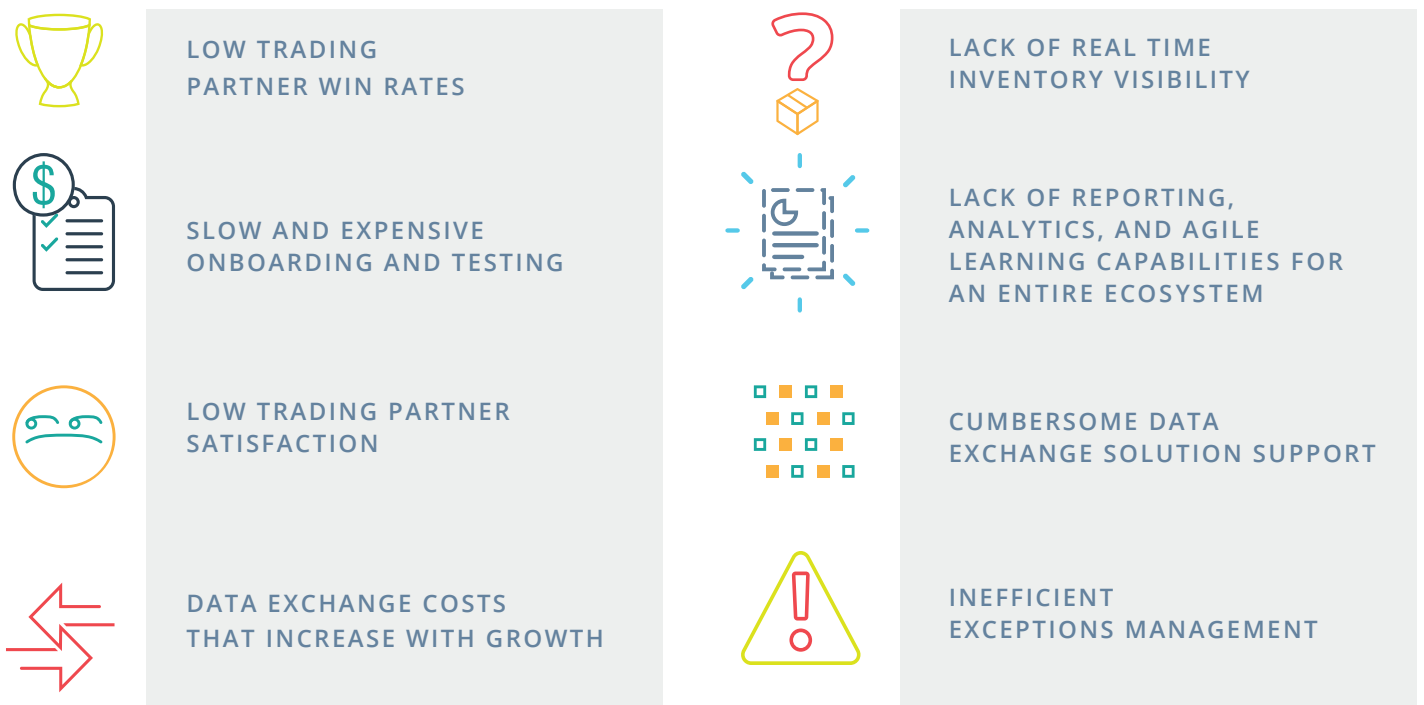 LOW TRADING
PARTNER WIN RATES
$
SLOW AND EXPENSIVE
ONBOARDING AND TESTING
LOW TRADING PARTNER
SATISFACTION
DATA EXCHANGE COSTS
THAT INCREASE WITH GROWTH
?
LACK OF REAL TIME
INVENTORY VISIBILITY
LACK OF REPORTING,
ANALYTICS, AND AGILE
LEARNING CAPABILITIES FOR
AN ENTIRE ECOSYSTEM
CUMBERSOME DATA
EXCHANGE SOLUTION SUPPORT
!
INEFFICIENT
EXCEPTIONS MANAGEMENT